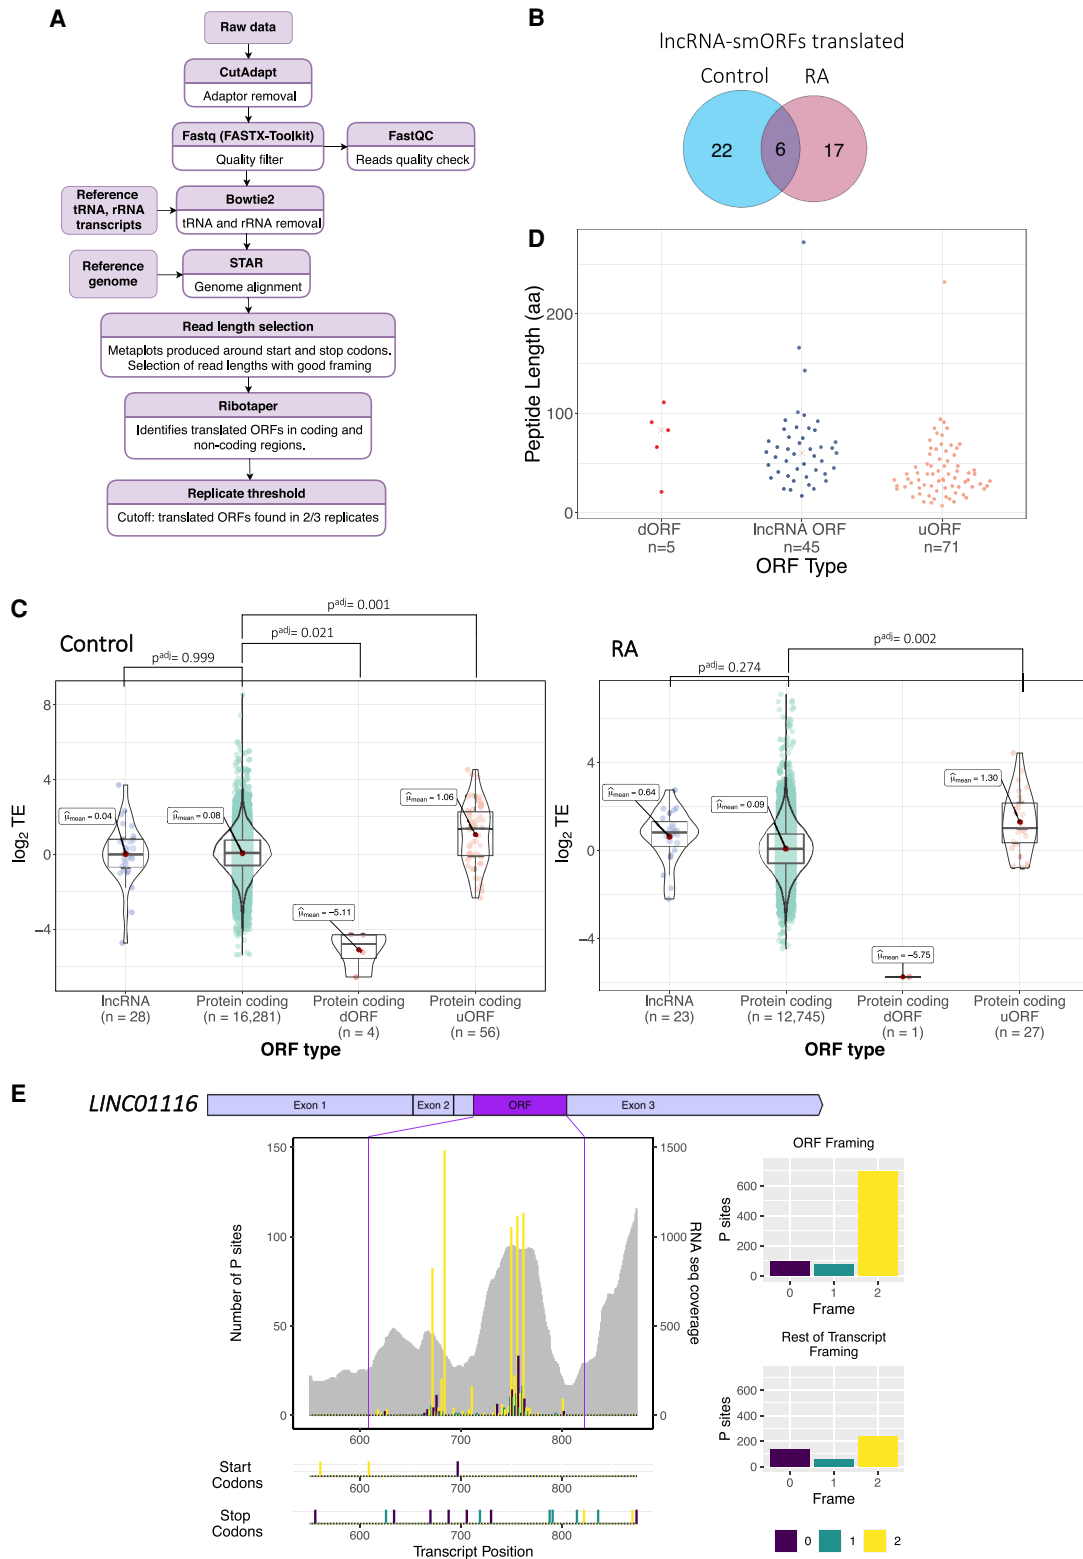 A
Raw data
CutAdapt
Adaptor removal
Fastq (FASTX-Toolkit)
Quality filter
FastQC
Reads quality check
Reference
tRNA, rRNA
transcripts
Bowtie2
tRNA and rRNA removal
Reference
genome
STAR
Genome alignment
Read length selection
Metaplots produced around start and stop codons.
Selection of read lengths with good framing
Ribotaper
Identifies translated ORFs in coding and
non-coding regions.
Replicate threshold
Cutoff: translated ORFs found in 2/3 replicates
B
lncRNA-smORFs translated
Control
RA
22
6
17
D
Peptide Length (aa)
200
100
0
dORF
n=5
lncRNA ORF
n=45
uORF
n=71
ORF Type
C
Control
p^adj= 0.001
p^adj= 0.021
p^adj= 0.999
log2 TE
8
4
0
−4
μ̂mean = 0.04
μ̂mean = 0.08
μ̂mean = −5.11
μ̂mean = 1.06
lncRNA
(n = 28)
Protein coding
(n = 16,281)
Protein coding
dORF
(n = 4)
Protein coding
uORF
(n = 56)
ORF type
RA
p^adj= 0.002
p^adj= 0.274
log2 TE
4
0
−4
μ̂mean = 0.64
μ̂mean = 0.09
μ̂mean = −5.75
μ̂mean = 1.30
lncRNA
(n = 23)
Protein coding
(n = 12,745)
Protein coding
dORF
(n = 1)
Protein coding
uORF
(n = 27)
ORF type
E
LINC01116
Exon 1
Exon 2
ORF
Exon 3
Number of P sites
150
100
50
0
RNA seq coverage
1500
1000
500
0
600
700
800
Start
Codons
Stop
Codons
600
700
800
Transcript Position
ORF Framing
P sites
600
400
200
0
0
1
2
Frame
Rest of Transcript
Framing
P sites
600
400
200
0
0
1
2
Frame
0
1
2